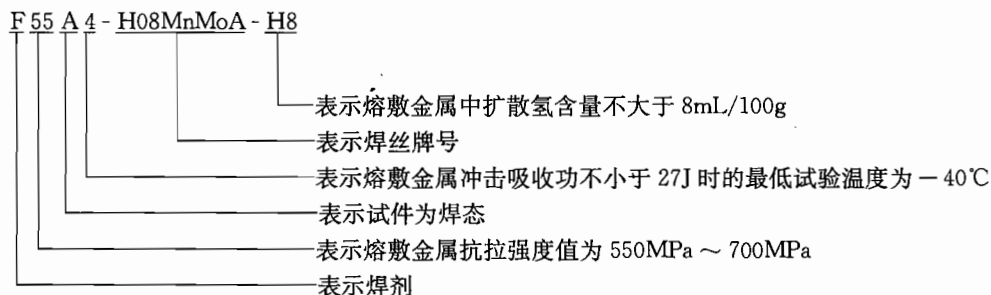 F55A4-H08MnMoA-H8
表示熔敷金属中扩散氢含量不大于 8mL/100g
表示焊丝牌号
表示熔敷金属冲击吸收功不小于 27J 时的最低试验温度为－40℃
表示试件为焊态
表示熔敷金属抗拉强度值为 550MPa～700MPa
表示焊剂